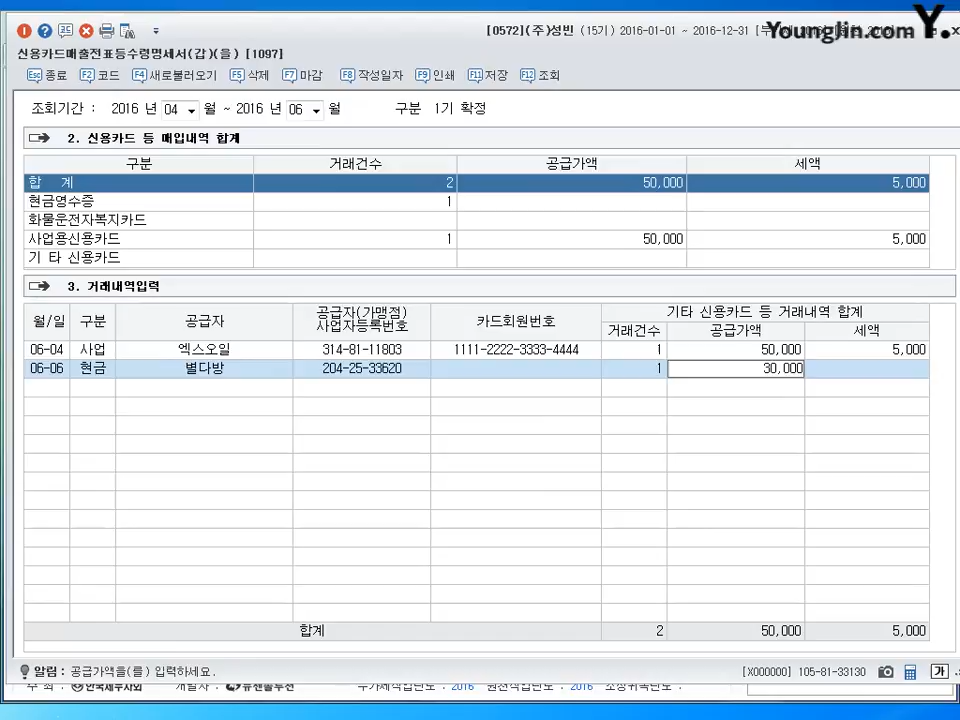 [0572](주)성빈 (15기) 2016-01-01 ~ 2016-12-31
Younglin.com Y.
신용카드매출전표등수령명세서(갑)(을) [1097]
Esc 종료 F2 코드 F4 새로불러오기 F5 삭제 F7 마감 F8 작성일자 F9 인쇄 F11 저장 F12 조회
조회기간 : 2016 년 04 월 ~ 2016 년 06 월 구분 1기 확정
2. 신용카드 등 매입내역 합계
구분 거래건수 공급가액 세액
합 계 2 50,000 5,000
현금영수증 1
화물운전자복지카드
사업용신용카드 1 50,000 5,000
기 타 신용카드
3. 거래내역입력
월/일 구분 공급자 공급자(가맹점) 사업자등록번호 카드회원번호 기타 신용카드 등 거래내역 합계
거래건수 공급가액 세액
06-04 사업 엑스오일 314-81-11803 1111-2222-3333-4444 1 50,000 5,000
06-06 현금 별다방 204-25-33620 1 30,000
합계 2 50,000 5,000
알림 : 공급가액을(를) 입력하세요. [X000000] 105-81-33130 가
한국세무사회 2016 2016